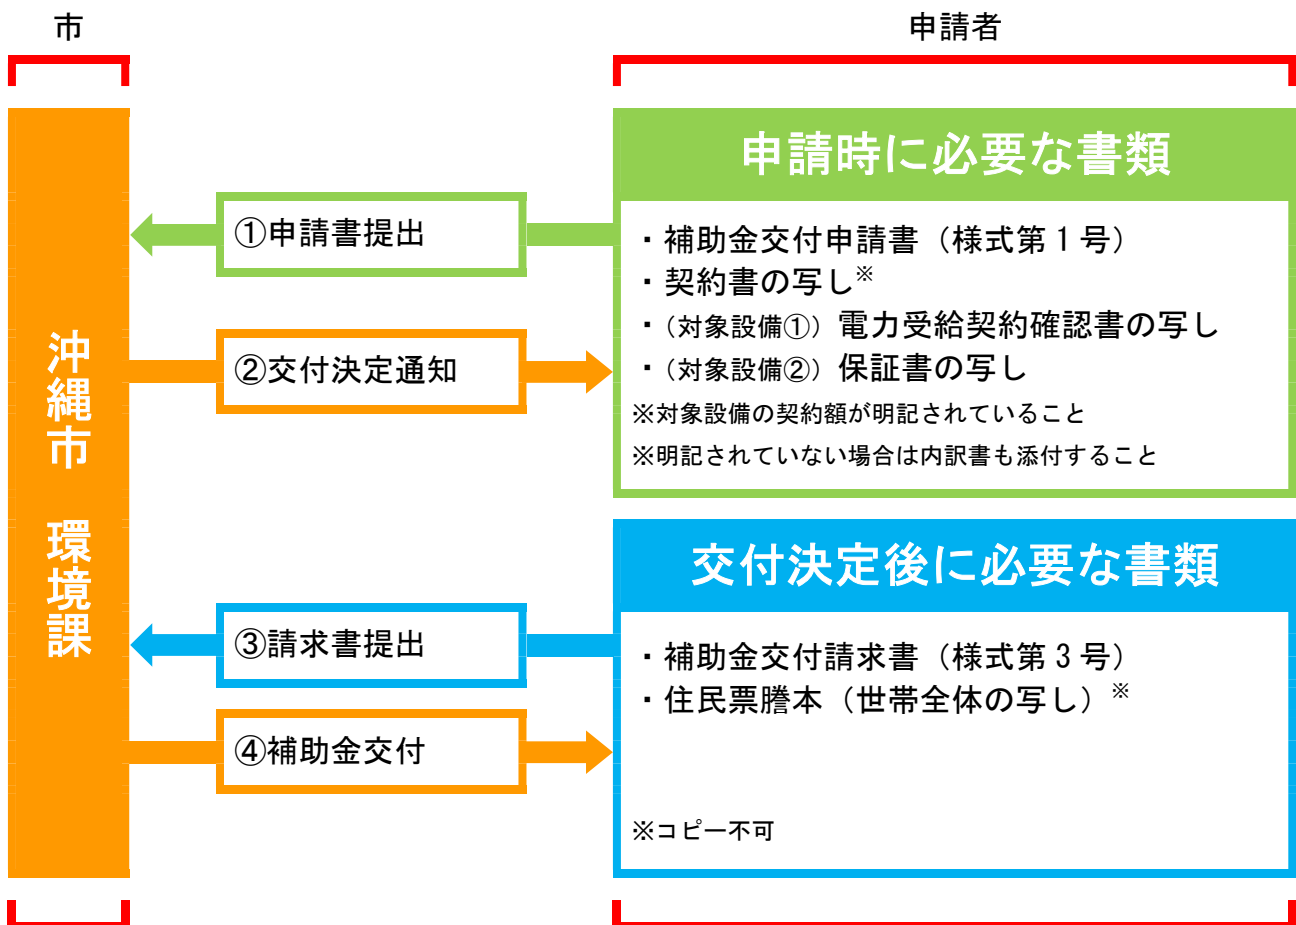 市
申請者
沖縄市 環境課
①申請書提出
②交付決定通知
申請時に必要な書類
・補助金交付申請書（様式第１号）
・契約書の写し※
・（対象設備①）電力受給契約確認書の写し
・（対象設備②）保証書の写し
※対象設備の契約額が明記されていること
※明記されていない場合は内訳書も添付すること
③請求書提出
④補助金交付
交付決定後に必要な書類
・補助金交付請求書（様式第３号）
・住民票謄本（世帯全体の写し）※
※コピー不可